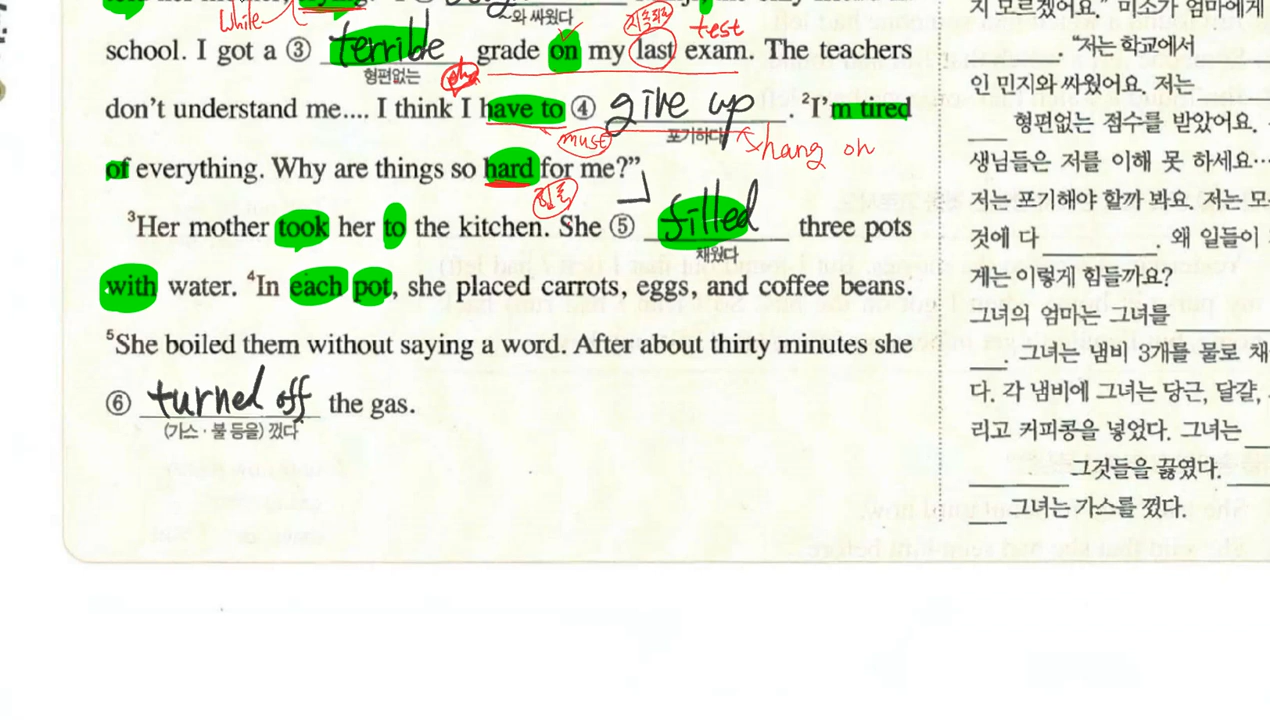 while
와 싸웠다
school. I got a ③ terrible grade on my last exam. The teachers
test
형편없는
don't understand me.... I think I have to ④ give up. ²I'm tired
must
포기하다
hang on
of everything. Why are things so hard for me?"
힘든
³Her mother took her to the kitchen. She ⑤ filled three pots
채웠다
with water. ⁴In each pot, she placed carrots, eggs, and coffee beans.
⁵She boiled them without saying a word. After about thirty minutes she
⑥ turned off the gas.
(가스·불 등을) 껐다
지 모르겠어요." 미소가 엄마에게
. "저는 학교에서
인 민지와 싸웠어요. 저는
형편없는 점수를 받았어요.
생님들은 저를 이해 못 하세요…
저는 포기해야 할까 봐요. 저는 모
것에 다 . 왜 일들이
게는 이렇게 힘들까요?
그녀의 엄마는 그녀를
. 그녀는 냄비 3개를 물로 채
다. 각 냄비에 그녀는 당근, 달걀,
리고 커피콩을 넣었다. 그녀는
그것들을 끓였다.
그녀는 가스를 껐다.